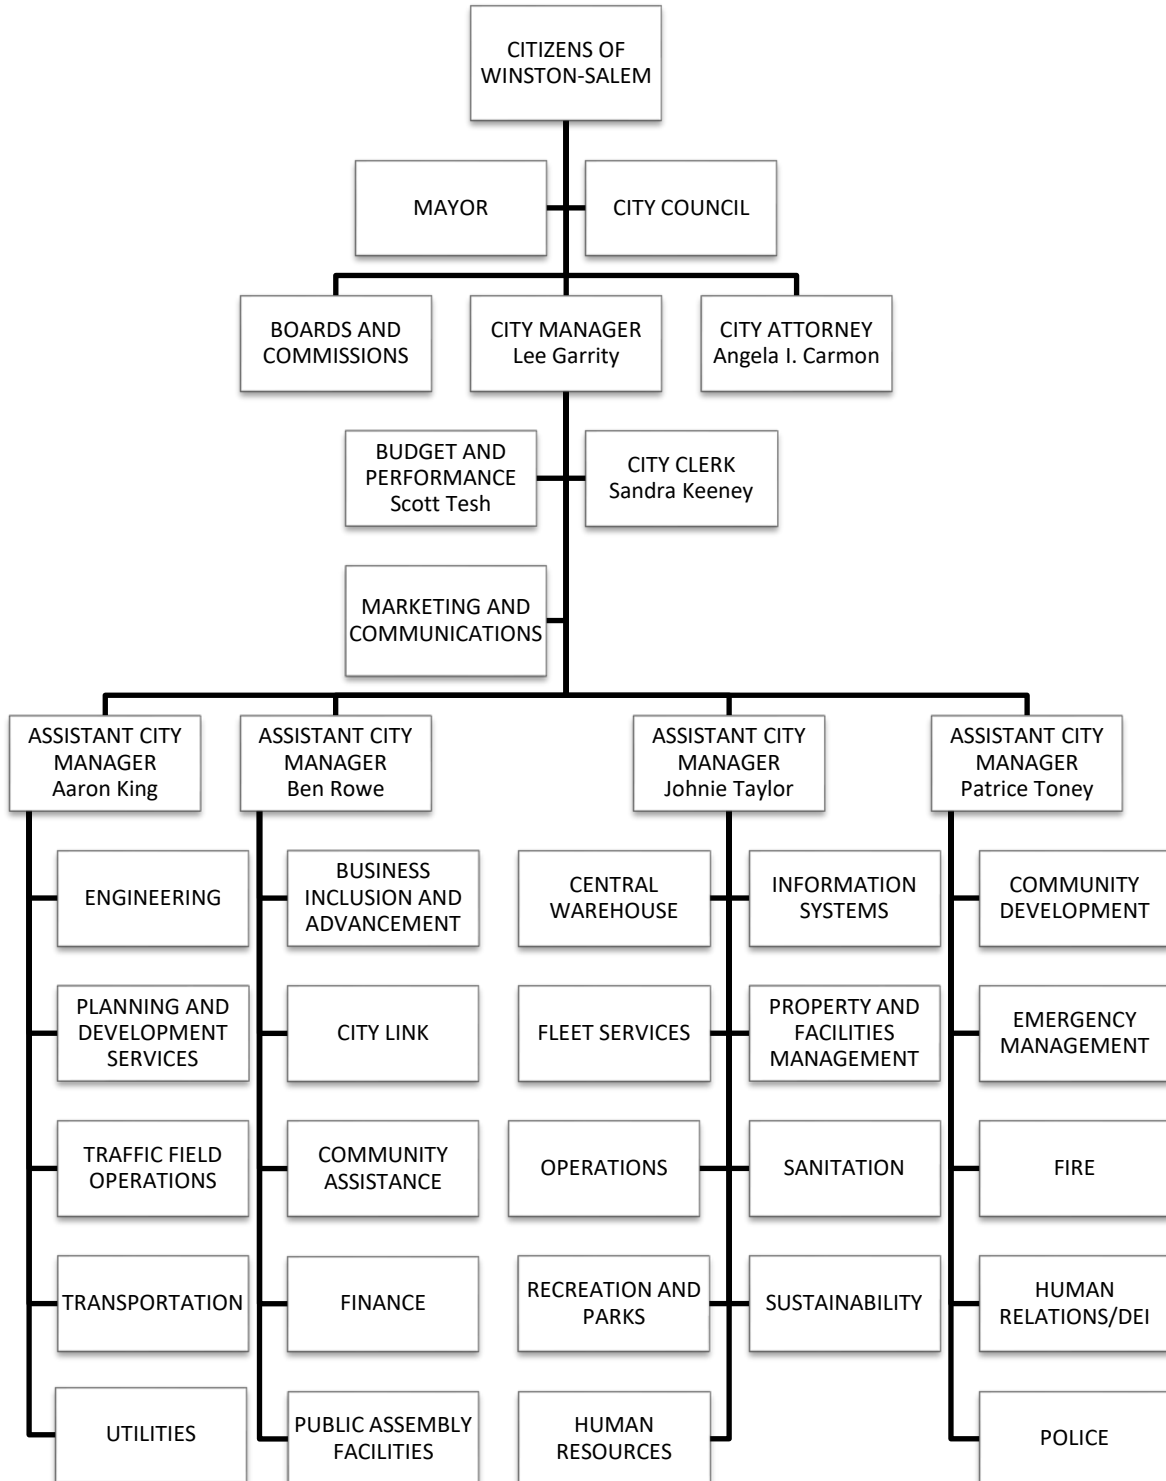 CITIZENS OF
WINSTON-SALEM
MAYOR
CITY COUNCIL
BOARDS AND
COMMISSIONS
CITY MANAGER
Lee Garrity
CITY ATTORNEY
Angela I. Carmon
BUDGET AND
PERFORMANCE
Scott Tesh
CITY CLERK
Sandra Keeney
MARKETING AND
COMMUNICATIONS
ASSISTANT CITY
MANAGER
Aaron King
ASSISTANT CITY
MANAGER
Ben Rowe
ASSISTANT CITY
MANAGER
Johnie Taylor
ASSISTANT CITY
MANAGER
Patrice Toney
ENGINEERING
BUSINESS
INCLUSION AND
ADVANCEMENT
CENTRAL
WAREHOUSE
INFORMATION
SYSTEMS
COMMUNITY
DEVELOPMENT
PLANNING AND
DEVELOPMENT
SERVICES
CITY LINK
FLEET SERVICES
PROPERTY AND
FACILITIES
MANAGEMENT
EMERGENCY
MANAGEMENT
TRAFFIC FIELD
OPERATIONS
COMMUNITY
ASSISTANCE
OPERATIONS
SANITATION
FIRE
TRANSPORTATION
FINANCE
RECREATION AND
PARKS
SUSTAINABILITY
HUMAN
RELATIONS/DEI
UTILITIES
PUBLIC ASSEMBLY
FACILITIES
HUMAN
RESOURCES
POLICE